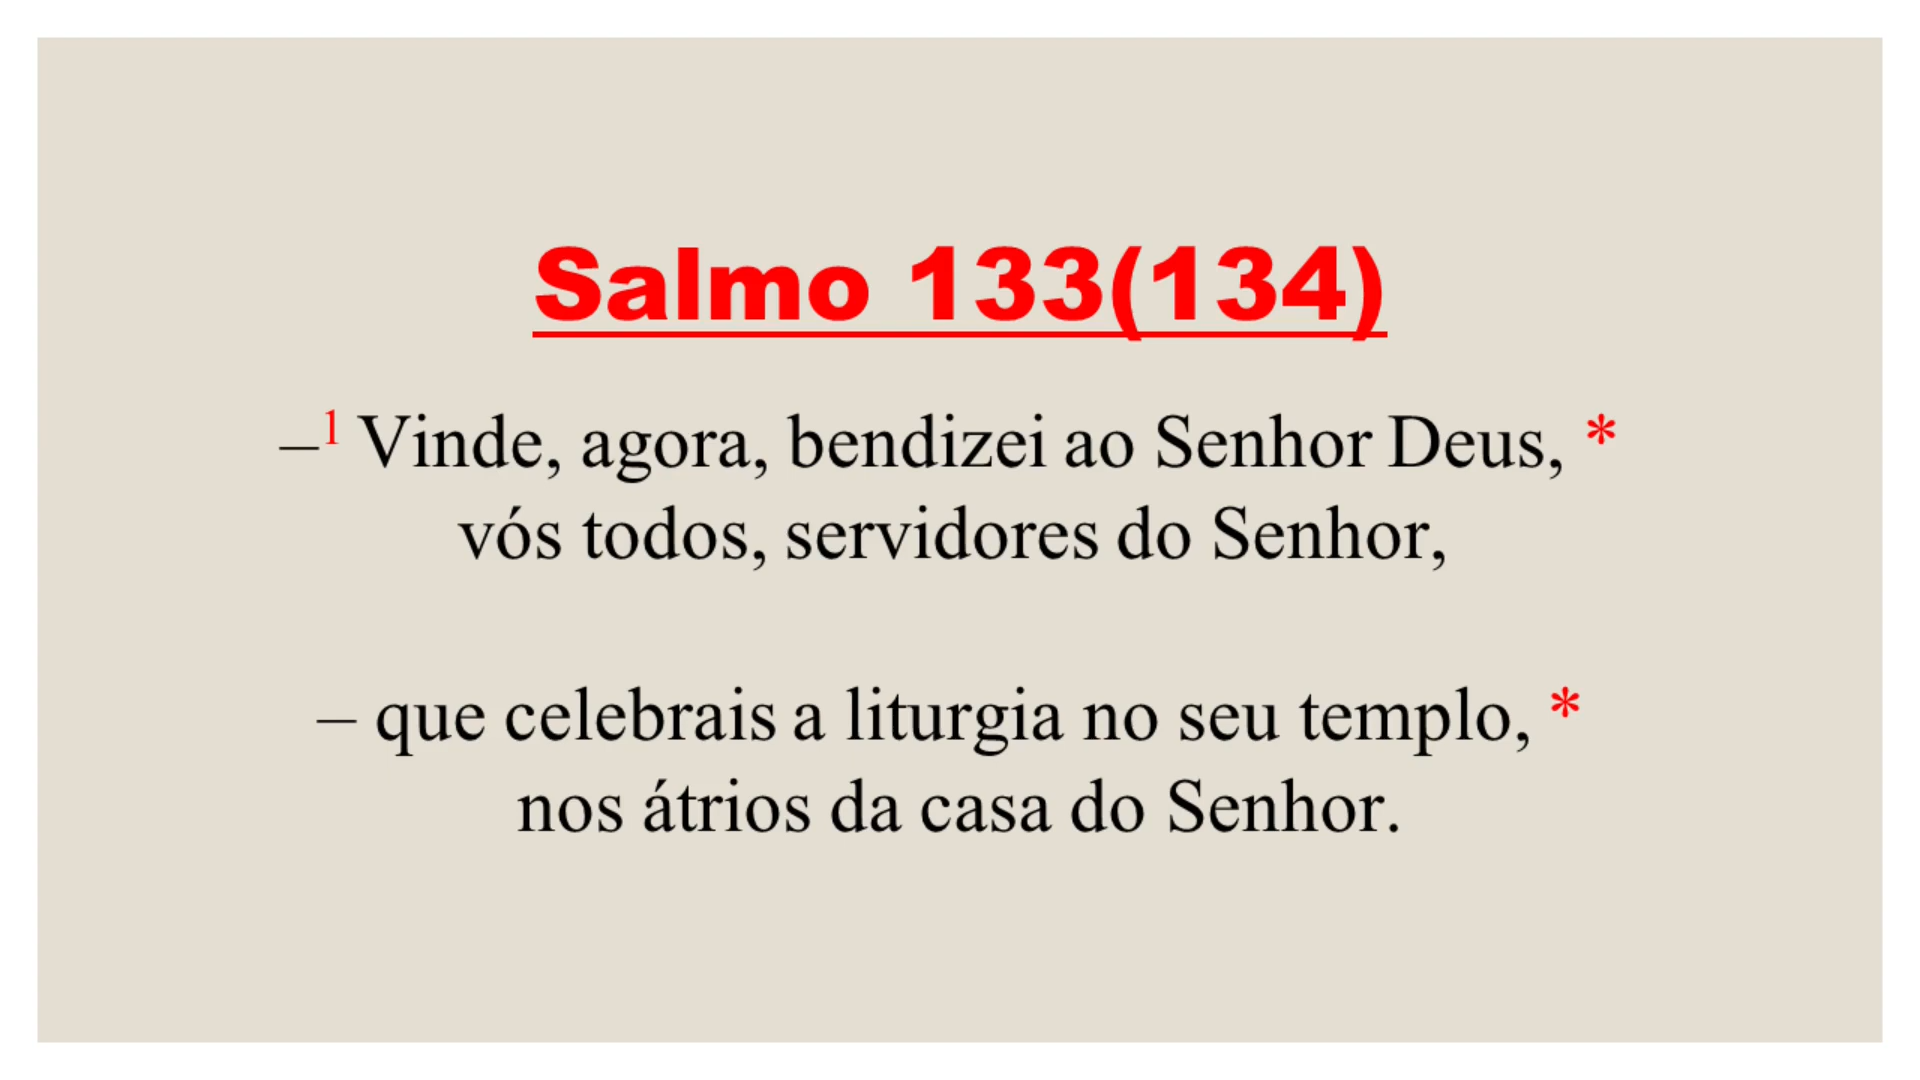 Salmo 133(134)
–1 Vinde, agora, bendizei ao Senhor Deus, *
vós todos, servidores do Senhor,
– que celebrais a liturgia no seu templo, *
nos átrios da casa do Senhor.